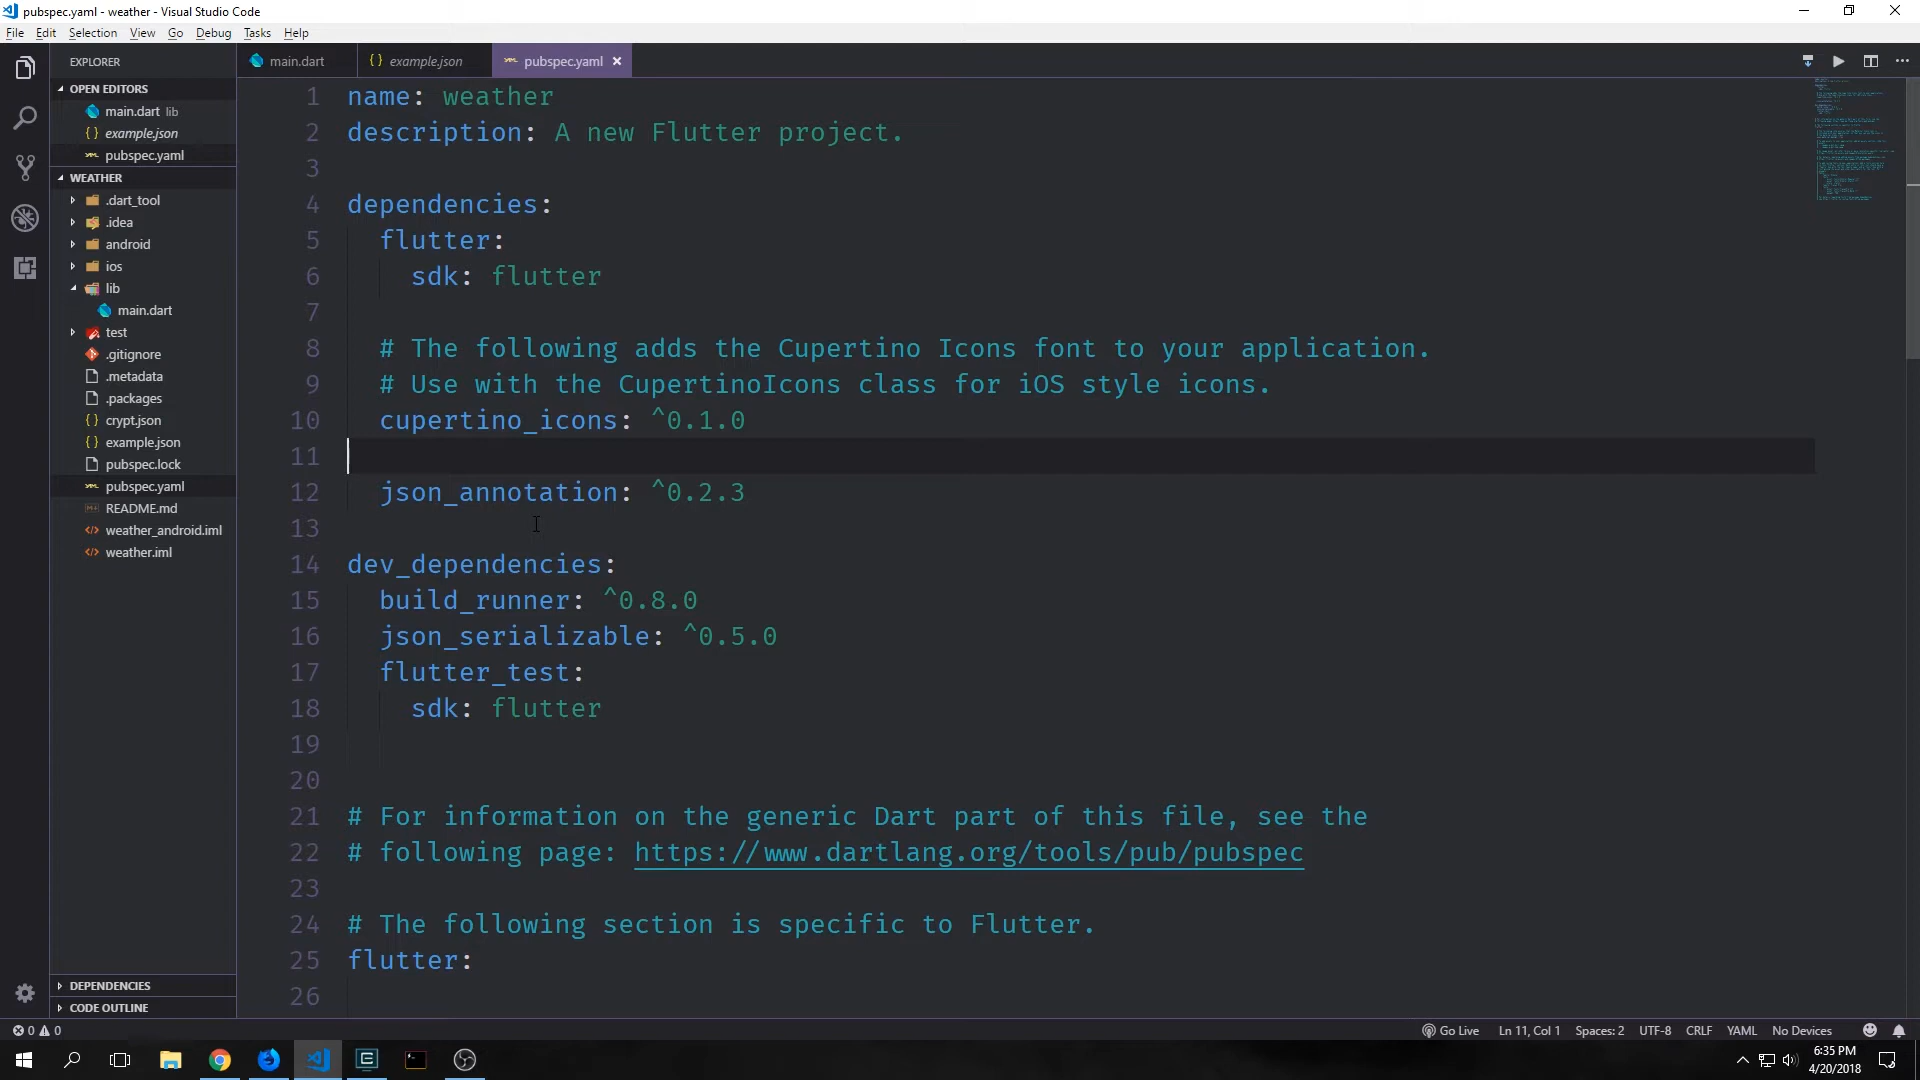 pubspec.yaml - weather - Visual Studio Code
File Edit Selection View Go Debug Tasks Help
EXPLORER
OPEN EDITORS
main.dart lib
example.json
pubspec.yaml
WEATHER
.dart_tool
.idea
android
ios
lib
main.dart
test
.gitignore
.metadata
.packages
crypt.json
example.json
pubspec.lock
pubspec.yaml
README.md
weather_android.iml
weather.iml
DEPENDENCIES
CODE OUTLINE
main.dart example.json pubspec.yaml
1 name: weather
2 description: A new Flutter project.
3
4 dependencies:
5 flutter:
6 sdk: flutter
7
8 # The following adds the Cupertino Icons font to your application.
9 # Use with the CupertinoIcons class for iOS style icons.
10 cupertino_icons: ^0.1.0
11
12 json_annotation: ^0.2.3
13
14 dev_dependencies:
15 build_runner: ^0.8.0
16 json_serializable: ^0.5.0
17 flutter_test:
18 sdk: flutter
19
20
21 # For information on the generic Dart part of this file, see the
22 # following page: https://www.dartlang.org/tools/pub/pubspec
23
24 # The following section is specific to Flutter.
25 flutter:
26
0 0 Go Live Ln 11, Col 1 Spaces: 2 UTF-8 CRLF YAML No Devices
6:35 PM
4/20/2018